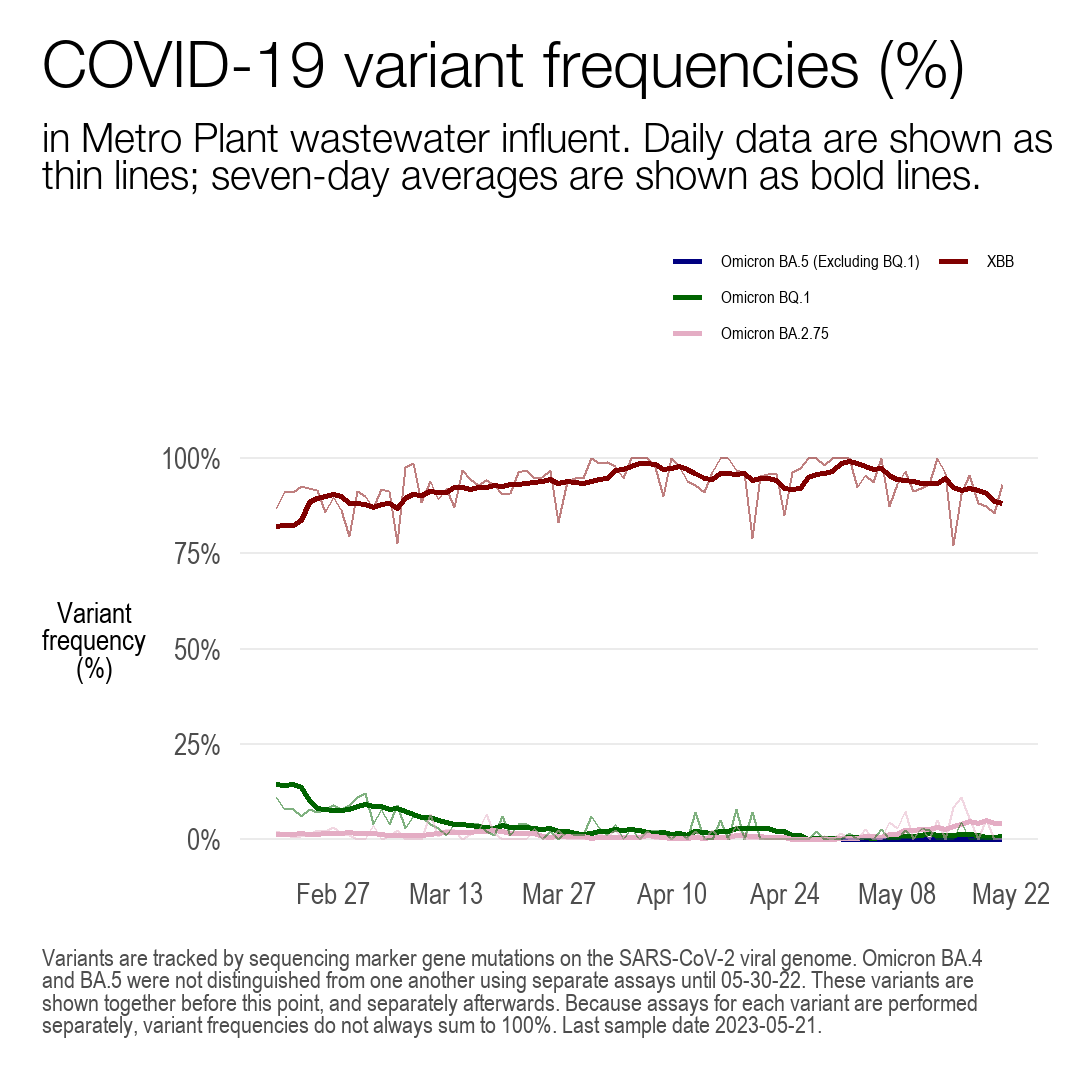 COVID-19 variant frequencies (%)
in Metro Plant wastewater influent. Daily data are shown as
thin lines; seven-day averages are shown as bold lines.
Omicron BA.5 (Excluding BQ.1)
XBB
Omicron BQ.1
Omicron BA.2.75
100%
75%
Variant
frequency
(%)
50%
25%
0%
Feb 27
Mar 13
Mar 27
Apr 10
Apr 24
May 08
May 22
Variants are tracked by sequencing marker gene mutations on the SARS-CoV-2 viral genome. Omicron BA.4
and BA.5 were not distinguished from one another using separate assays until 05-30-22. These variants are
shown together before this point, and separately afterwards. Because assays for each variant are performed
separately, variant frequencies do not always sum to 100%. Last sample date 2023-05-21.